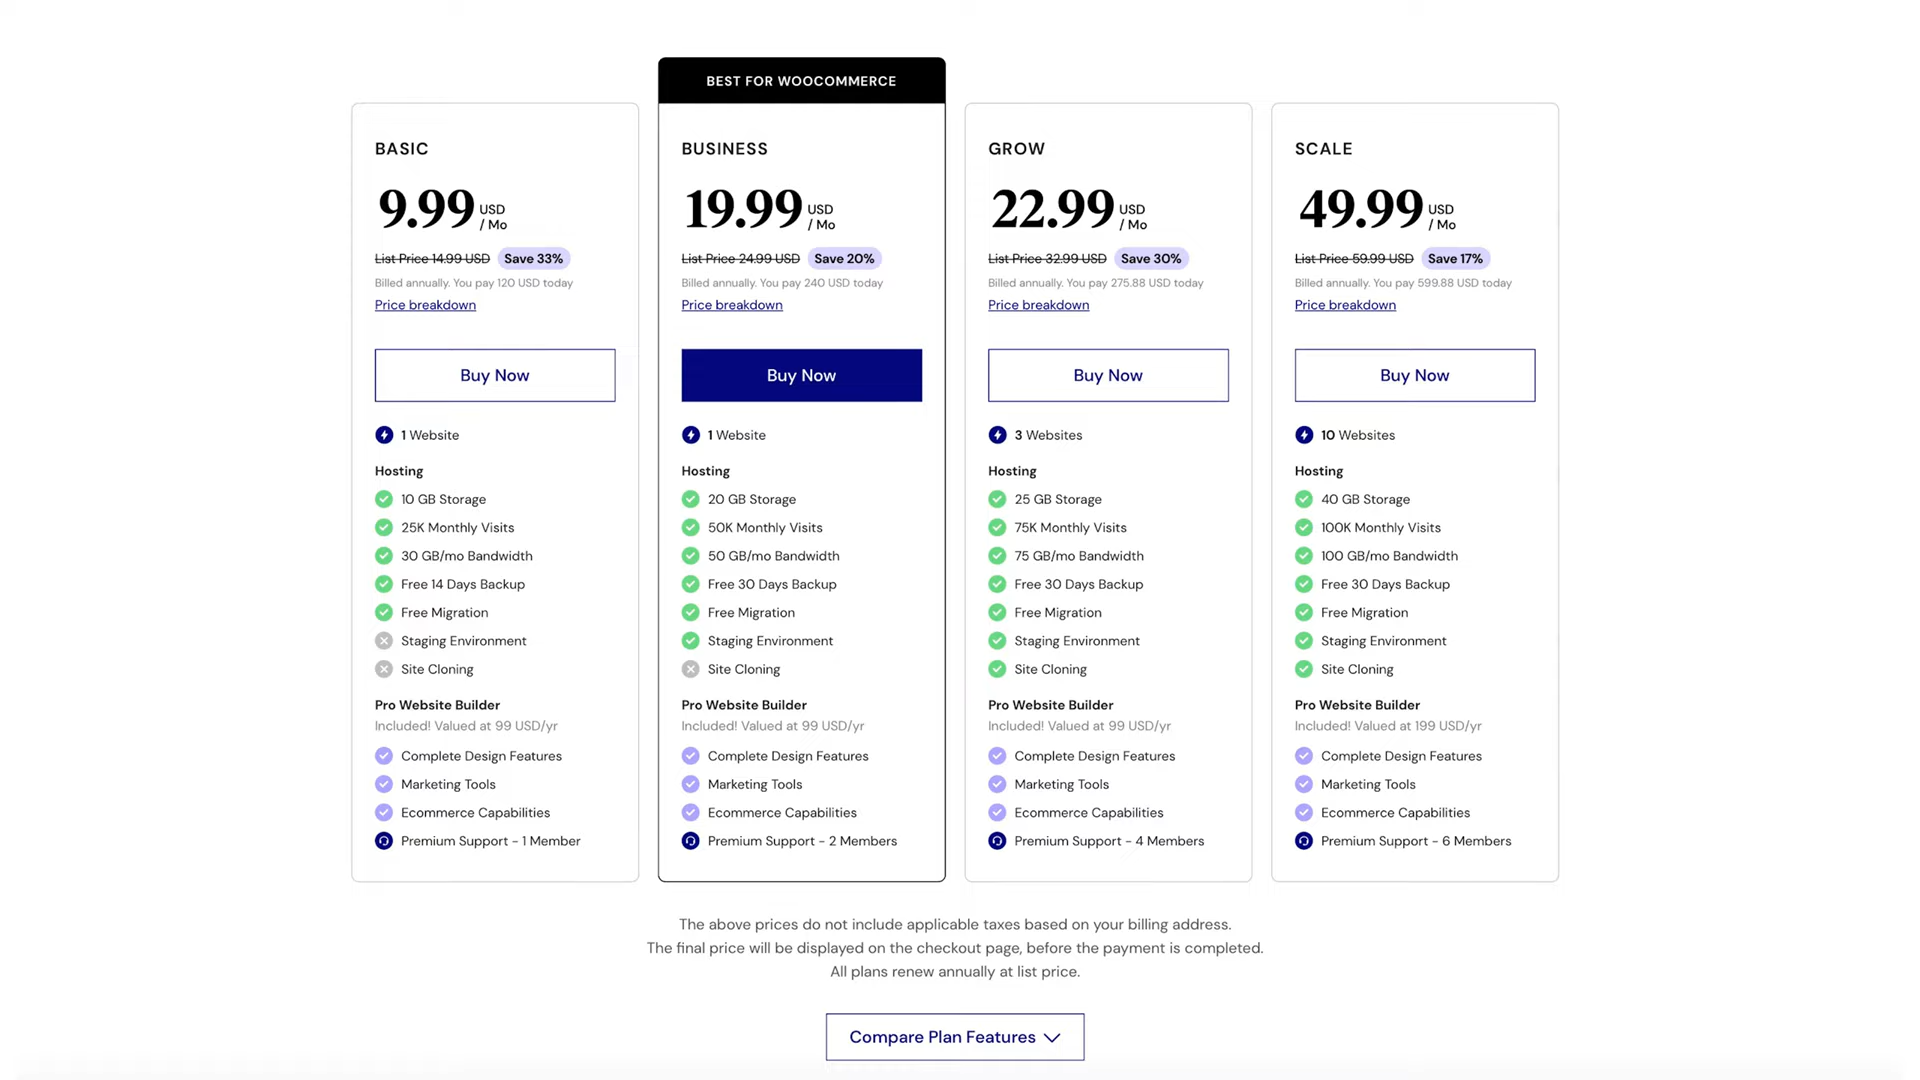 BEST FOR WOOCOMMERCE
BASIC
9.99 USD / Mo
List Price 14.99 USD Save 33%
Billed annually. You pay 120 USD today
Price breakdown
Buy Now
1 Website
Hosting
10 GB Storage
25K Monthly Visits
30 GB/mo Bandwidth
Free 14 Days Backup
Free Migration
Staging Environment
Site Cloning
Pro Website Builder
Included! Valued at 99 USD/yr
Complete Design Features
Marketing Tools
Ecommerce Capabilities
Premium Support - 1 Member
BUSINESS
19.99 USD / Mo
List Price 24.99 USD Save 20%
Billed annually. You pay 240 USD today
Price breakdown
Buy Now
1 Website
Hosting
20 GB Storage
50K Monthly Visits
50 GB/mo Bandwidth
Free 30 Days Backup
Free Migration
Staging Environment
Site Cloning
Pro Website Builder
Included! Valued at 99 USD/yr
Complete Design Features
Marketing Tools
Ecommerce Capabilities
Premium Support - 2 Members
GROW
22.99 USD / Mo
List Price 32.99 USD Save 30%
Billed annually. You pay 275.88 USD today
Price breakdown
Buy Now
3 Websites
Hosting
25 GB Storage
75K Monthly Visits
75 GB/mo Bandwidth
Free 30 Days Backup
Free Migration
Staging Environment
Site Cloning
Pro Website Builder
Included! Valued at 99 USD/yr
Complete Design Features
Marketing Tools
Ecommerce Capabilities
Premium Support - 4 Members
SCALE
49.99 USD / Mo
List Price 59.99 USD Save 17%
Billed annually. You pay 599.88 USD today
Price breakdown
Buy Now
10 Websites
Hosting
40 GB Storage
100K Monthly Visits
100 GB/mo Bandwidth
Free 30 Days Backup
Free Migration
Staging Environment
Site Cloning
Pro Website Builder
Included! Valued at 199 USD/yr
Complete Design Features
Marketing Tools
Ecommerce Capabilities
Premium Support - 6 Members
The above prices do not include applicable taxes based on your billing address.
The final price will be displayed on the checkout page, before the payment is completed.
All plans renew annually at list price.
Compare Plan Features